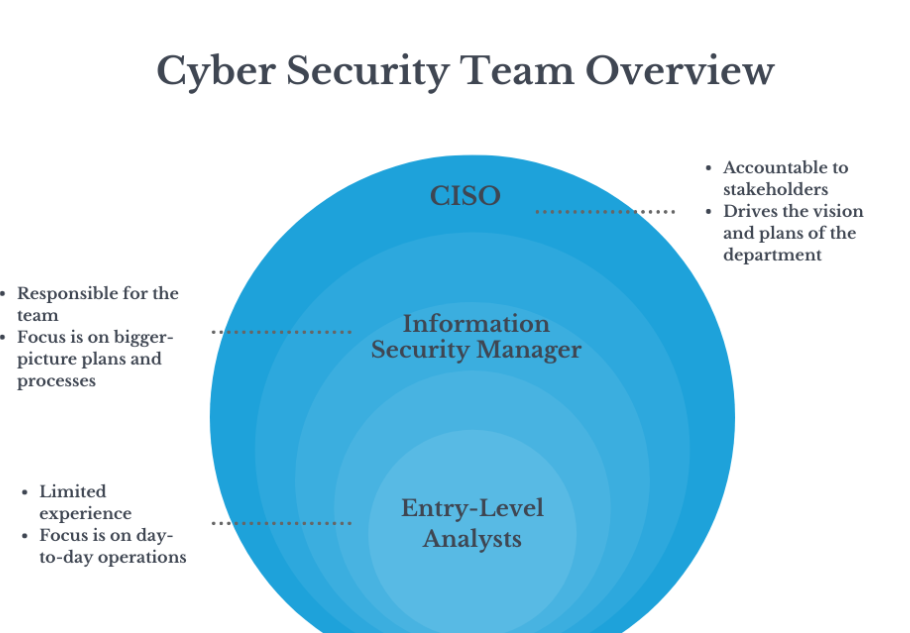 Cyber Security Team Overview
CISO
• Accountable to
stakeholders
• Drives the vision
and plans of the
department
• Responsible for the
team
• Focus is on bigger-
picture plans and
processes
Information
Security Manager
• Limited
experience
• Focus is on day-
to-day operations
Entry-Level
Analysts